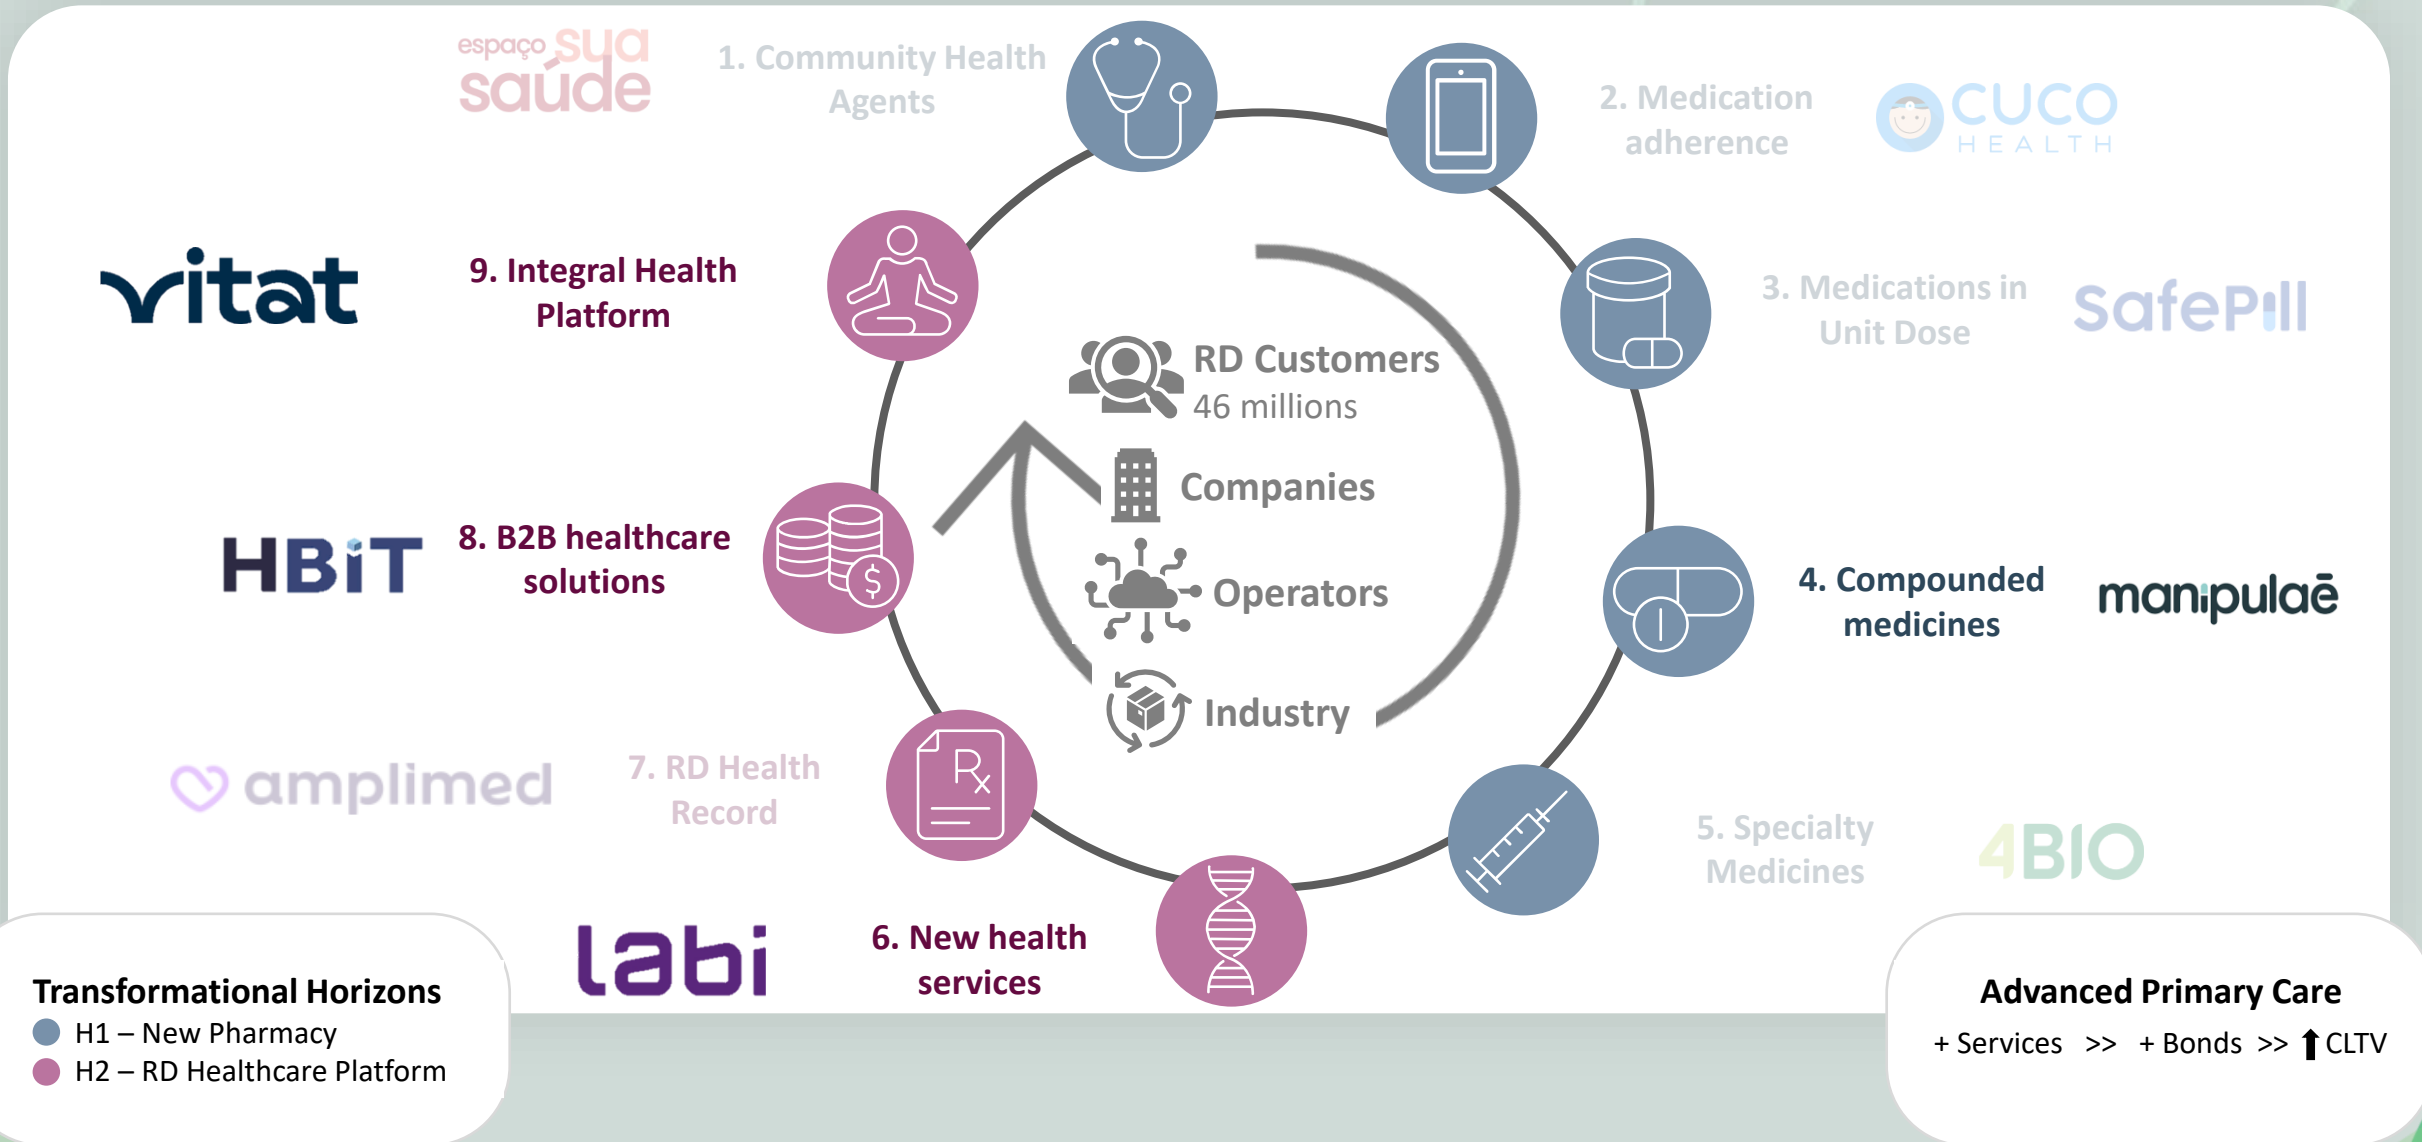 espaço sua
saúde
1. Community Health
Agents
2. Medication
adherence
CUCO
HEALTH
vitat
9. Integral Health
Platform
3. Medications in
Unit Dose
SafePill
RD Customers
46 millions
Companies
HBiT
8. B2B healthcare
solutions
Operators
4. Compounded
medicines
manipulaē
Industry
amplimed
7. RD Health
Record
Rx
5. Specialty
Medicines
4BIO
labi
6. New health
services
$
Transformational Horizons
H1 – New Pharmacy
H2 – RD Healthcare Platform
Advanced Primary Care
+ Services >> + Bonds >> ⬆ CLTV